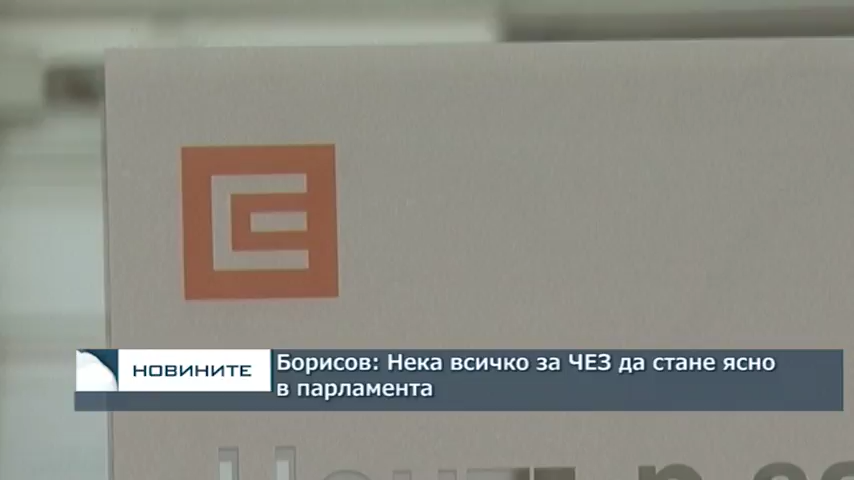 НОВИНИТЕ
Борисов: Нека всичко за ЧЕЗ да стане ясно
в парламента